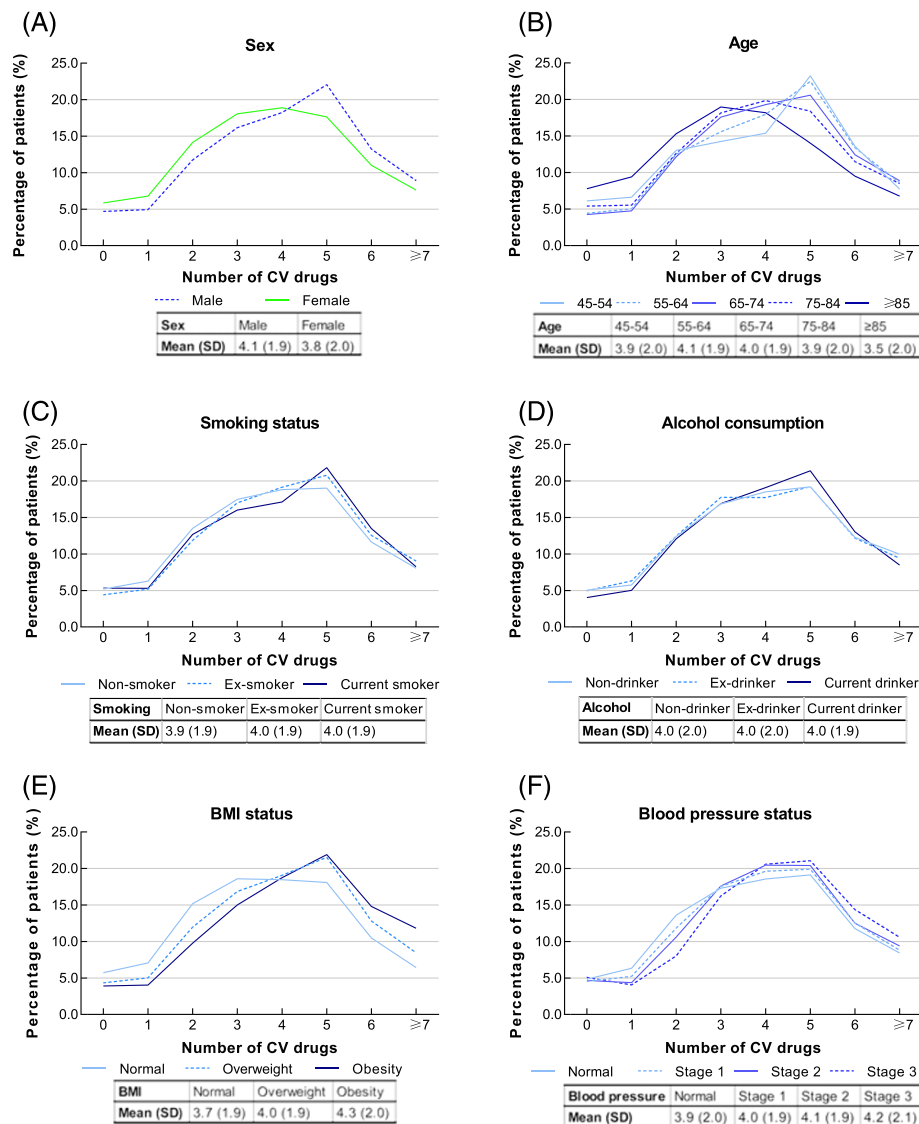 (A)
Sex
Percentage of patients (%)
25.0
20.0
15.0
10.0
5.0
0.0
0 1 2 3 4 5 6 ⩾7
Number of CV drugs
Male Female
Sex Male Female
Mean (SD) 4.1 (1.9) 3.8 (2.0)
(B)
Age
Percentage of patients (%)
25.0
20.0
15.0
10.0
5.0
0.0
0 1 2 3 4 5 6 ⩾7
Number of CV drugs
45-54 55-64 65-74 75-84 ⩾85
Age 45-54 55-64 65-74 75-84 ≥85
Mean (SD) 3.9 (2.0) 4.1 (1.9) 4.0 (1.9) 3.9 (2.0) 3.5 (2.0)
(C)
Smoking status
Percentage of patients (%)
25.0
20.0
15.0
10.0
5.0
0.0
0 1 2 3 4 5 6 ⩾7
Number of CV drugs
Non-smoker Ex-smoker Current smoker
Smoking Non-smoker Ex-smoker Current smoker
Mean (SD) 3.9 (1.9) 4.0 (1.9) 4.0 (1.9)
(D)
Alcohol consumption
Percentage of patients (%)
25.0
20.0
15.0
10.0
5.0
0.0
0 1 2 3 4 5 6 ⩾7
Number of CV drugs
Non-drinker Ex-drinker Current drinker
Alcohol Non-drinker Ex-drinker Current drinker
Mean (SD) 4.0 (2.0) 4.0 (2.0) 4.0 (1.9)
(E)
BMI status
Percentage of patients (%)
25.0
20.0
15.0
10.0
5.0
0.0
0 1 2 3 4 5 6 ⩾7
Number of CV drugs
Normal Overweight Obesity
BMI Normal Overweight Obesity
Mean (SD) 3.7 (1.9) 4.0 (1.9) 4.3 (2.0)
(F)
Blood pressure status
Percentage of patients (%)
25.0
20.0
15.0
10.0
5.0
0.0
0 1 2 3 4 5 6 ⩾7
Number of CV drugs
Normal Stage 1 Stage 2 Stage 3
Blood pressure Normal Stage 1 Stage 2 Stage 3
Mean (SD) 3.9 (2.0) 4.0 (1.9) 4.1 (1.9) 4.2 (2.1)